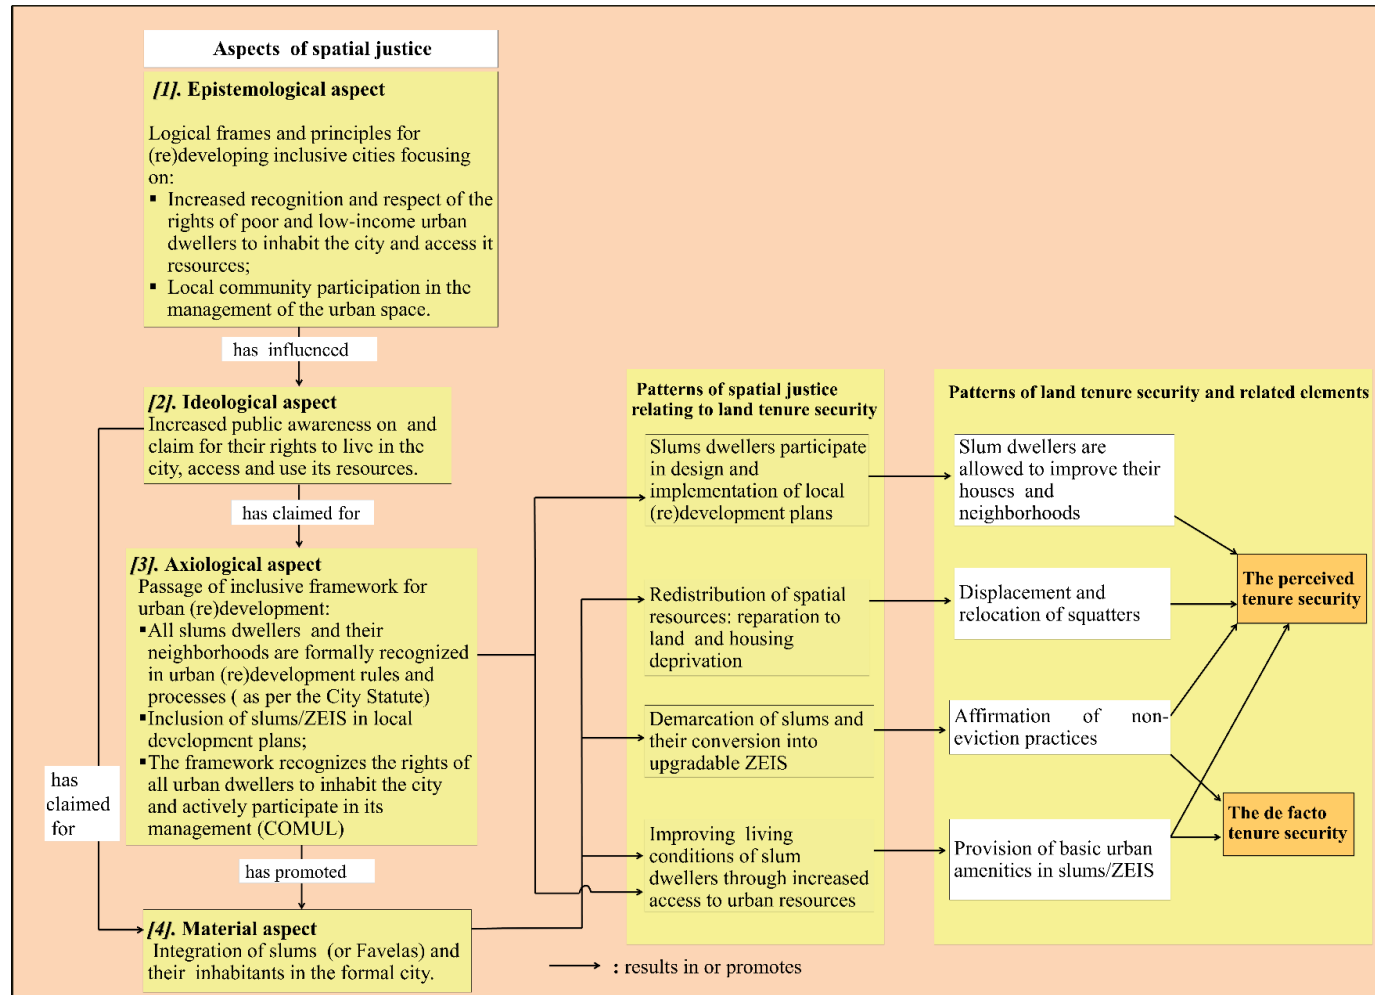 Aspects of spatial justice
[1]. Epistemological aspect
Logical frames and principles for
(re)developing inclusive cities focusing
on:
▪ Increased recognition and respect of the
rights of poor and low-income urban
dwellers to inhabit the city and access it
resources;
▪ Local community participation in the
management of the urban space.
has influenced
[2]. Ideological aspect
Increased public awareness on and
claim for their rights to live in the
city, access and use its resources.
has claimed for
[3]. Axiological aspect
Passage of inclusive framework for
urban (re)development:
▪All slums dwellers and their
neighborhoods are formally recognized
in urban (re)development rules and
processes ( as per the City Statute)
▪Inclusion of slums/ZEIS in local
development plans;
▪The framework recognizes the rights of
all urban dwellers to inhabit the city
and actively participate in its
management (COMUL)
has
claimed
for
has promoted
[4]. Material aspect
Integration of slums (or Favelas) and
their inhabitants in the formal city.
Patterns of spatial justice
relating to land tenure security
Slums dwellers participate
in design and
implementation of local
(re)development plans
Redistribution of spatial
resources: reparation to
land and housing
deprivation
Demarcation of slums and
their conversion into
upgradable ZEIS
Improving living
conditions of slum
dwellers through increased
access to urban resources
Patterns of land tenure security and related elements
Slum dwellers are
allowed to improve their
houses and
neighborhoods
Displacement and
relocation of squatters
Affirmation of non-
eviction practices
Provision of basic urban
amenities in slums/ZEIS
The perceived
tenure security
The de facto
tenure security
: results in or promotes